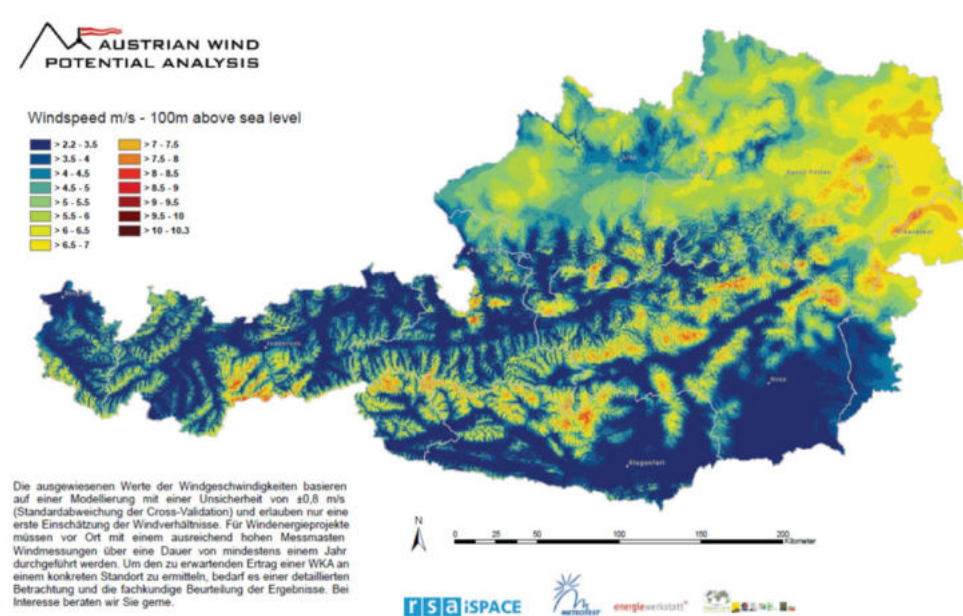 AUSTRIAN WIND
POTENTIAL ANALYSIS
Windspeed m/s - 100m above sea level
> 2.2 - 3.5
> 3.5 - 4
> 4 - 4.5
> 4.5 - 5
> 5 - 5.5
> 5.5 - 6
> 6 - 6.5
> 6.5 - 7
> 7 - 7.5
> 7.5 - 8
> 8 - 8.5
> 8.5 - 9
> 9 - 9.5
> 9.5 - 10
> 10 - 10.3
Linz
Sankt Pölten
Wien
Eisenstadt
Salzburg
Innsbruck
Graz
Klagenfurt
Die ausgewiesenen Werte der Windgeschwindigkeiten basieren
auf einer Modellierung mit einer Unsicherheit von ±0,8 m/s
(Standardabweichung der Cross-Validation) und erlauben nur eine
erste Einschätzung der Windverhältnisse. Für Windenergieprojekte
müssen vor Ort mit einem ausreichend hohen Messmasten
Windmessungen über eine Dauer von mindestens einem Jahr
durchgeführt werden. Um den zu erwartenden Ertrag einer WKA an
einem konkreten Standort zu ermitteln, bedarf es einer detaillierten
Betrachtung und die fachkundige Beurteilung der Ergebnisse. Bei
Interesse beraten wir Sie gerne.
N
0 25 50 100 150 200
Kilometer
rsa iSPACE
METEOTEST
energiewerkstatt